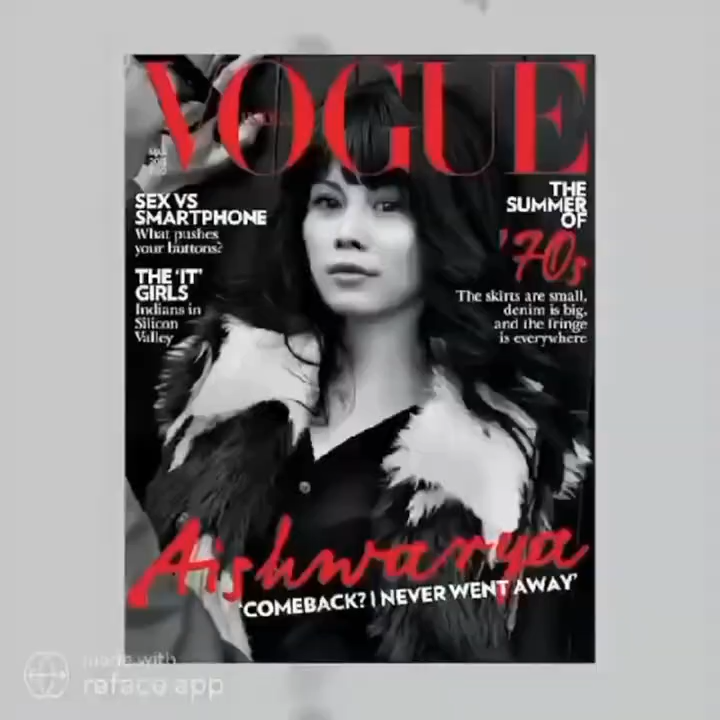 VOGUE
SEX VS
SMARTPHONE
What pushes
your buttons?
THE 'IT'
GIRLS
Indians in
Silicon
Valley
THE
SUMMER
OF
'70s
The skirts are small,
denim is big,
and the fringe
is everywhere
Aishwarya
'COMEBACK? I NEVER WENT AWAY'
made with
reface app